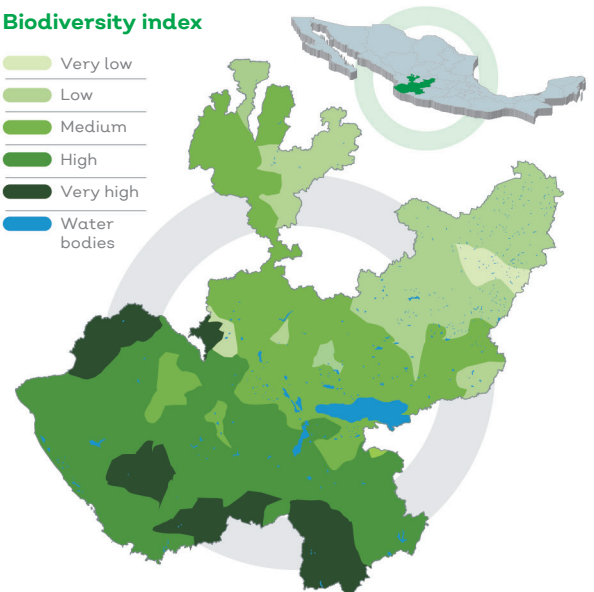 Biodiversity index
Very low
Low
Medium
High
Very high
Water
bodies